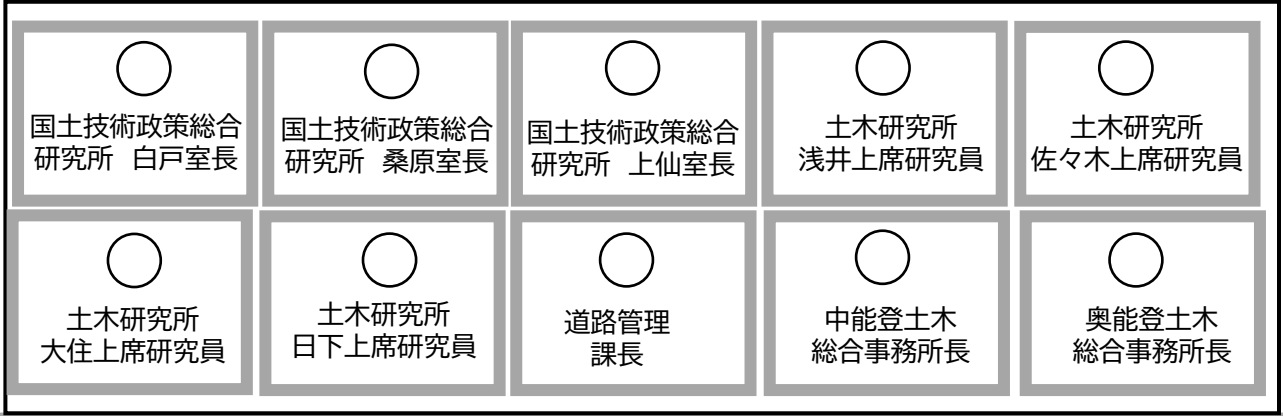 国土技術政策総合
研究所 白戸室長
国土技術政策総合
研究所 桑原室長
国土技術政策総合
研究所 上仙室長
土木研究所
浅井上席研究員
土木研究所
佐々木上席研究員
土木研究所
大住上席研究員
土木研究所
日下上席研究員
道路管理
課長
中能登土木
総合事務所長
奥能登土木
総合事務所長